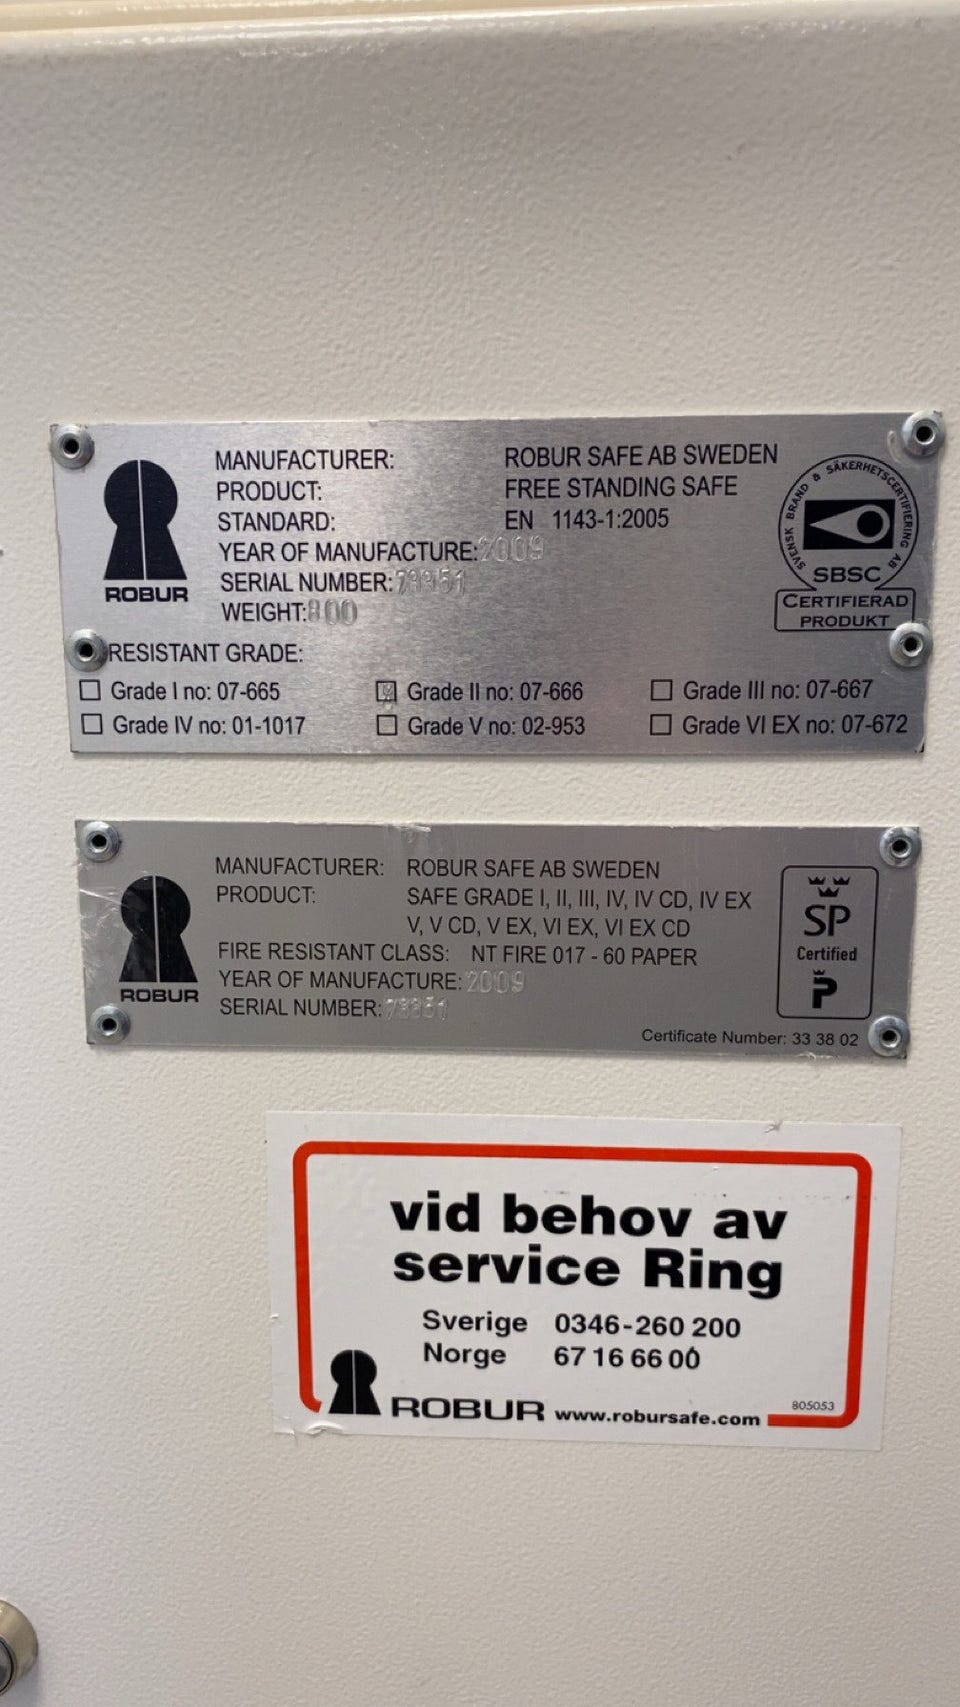 MANUFACTURER: ROBUR SAFE AB SWEDEN
PRODUCT: FREE STANDING SAFE
STANDARD: EN 1143-1:2005
YEAR OF MANUFACTURE: 2009
SERIAL NUMBER:
WEIGHT: 800
ROBUR
SVENSK BRAND & SÄKERHETSCERTIFIERING AB
SBSC
CERTIFIERAD
PRODUKT
RESISTANT GRADE:
Grade I no: 07-665 Grade II no: 07-666 Grade III no: 07-667
Grade IV no: 01-1017 Grade V no: 02-953 Grade VI EX no: 07-672
MANUFACTURER: ROBUR SAFE AB SWEDEN
PRODUCT: SAFE GRADE I, II, III, IV, IV CD, IV EX
V, V CD, V EX, VI EX, VI EX CD
FIRE RESISTANT CLASS: NT FIRE 017 - 60 PAPER
YEAR OF MANUFACTURE: 2009
SERIAL NUMBER:
ROBUR
SP
Certified
P
Certificate Number: 33 38 02
vid behov av
service Ring
Sverige 0346-260 200
Norge 67 16 66 00
ROBUR www.robursafe.com
805053